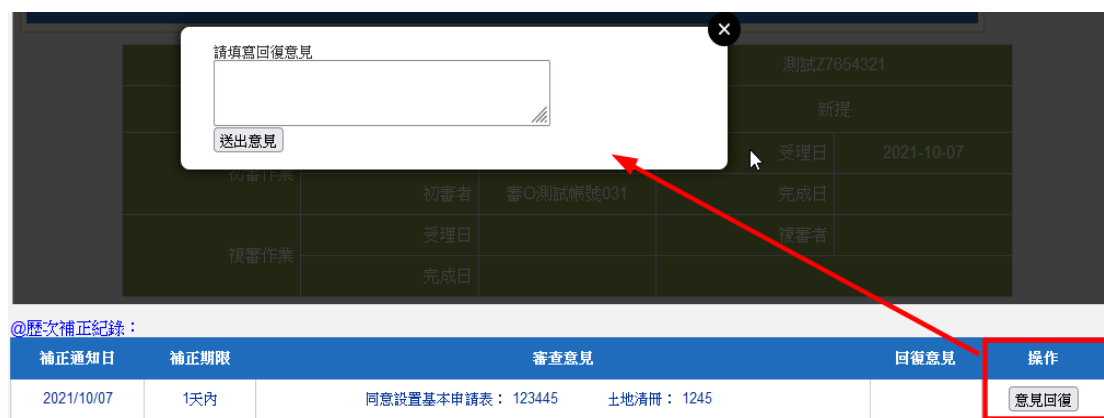 請填寫回復意見
送出意見
測試Z7654321
新提
初審作業
受理日 2021-10-07
初審者 審O測試帳號031 完成日
複審作業
受理日 複審者
完成日
@歷次補正紀錄：
補正通知日 補正期限 審查意見 回復意見 操作
2021/10/07 1天內 同意設置基本申請表： 123445 土地清冊： 1245 意見回復